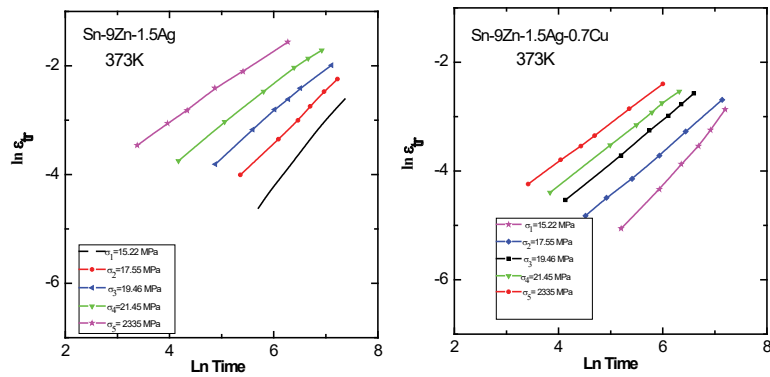 Sn-9Zn-1.5Ag
373K
-2
-4
-6
ln ε_tr
σ1=15.22 MPa
σ2=17.55 MPa
σ3=19.46 MPa
σ4=21.45 MPa
σ5=2335 MPa
2 4 6 8
Ln Time
Sn-9Zn-1.5Ag-0.7Cu
373K
-2
-4
-6
ln ε_tr
σ1=15.22 MPa
σ2=17.55 MPa
σ3=19.46 MPa
σ4=21.45 MPa
σ5= 2335 MPa
2 4 6 8
Ln Time